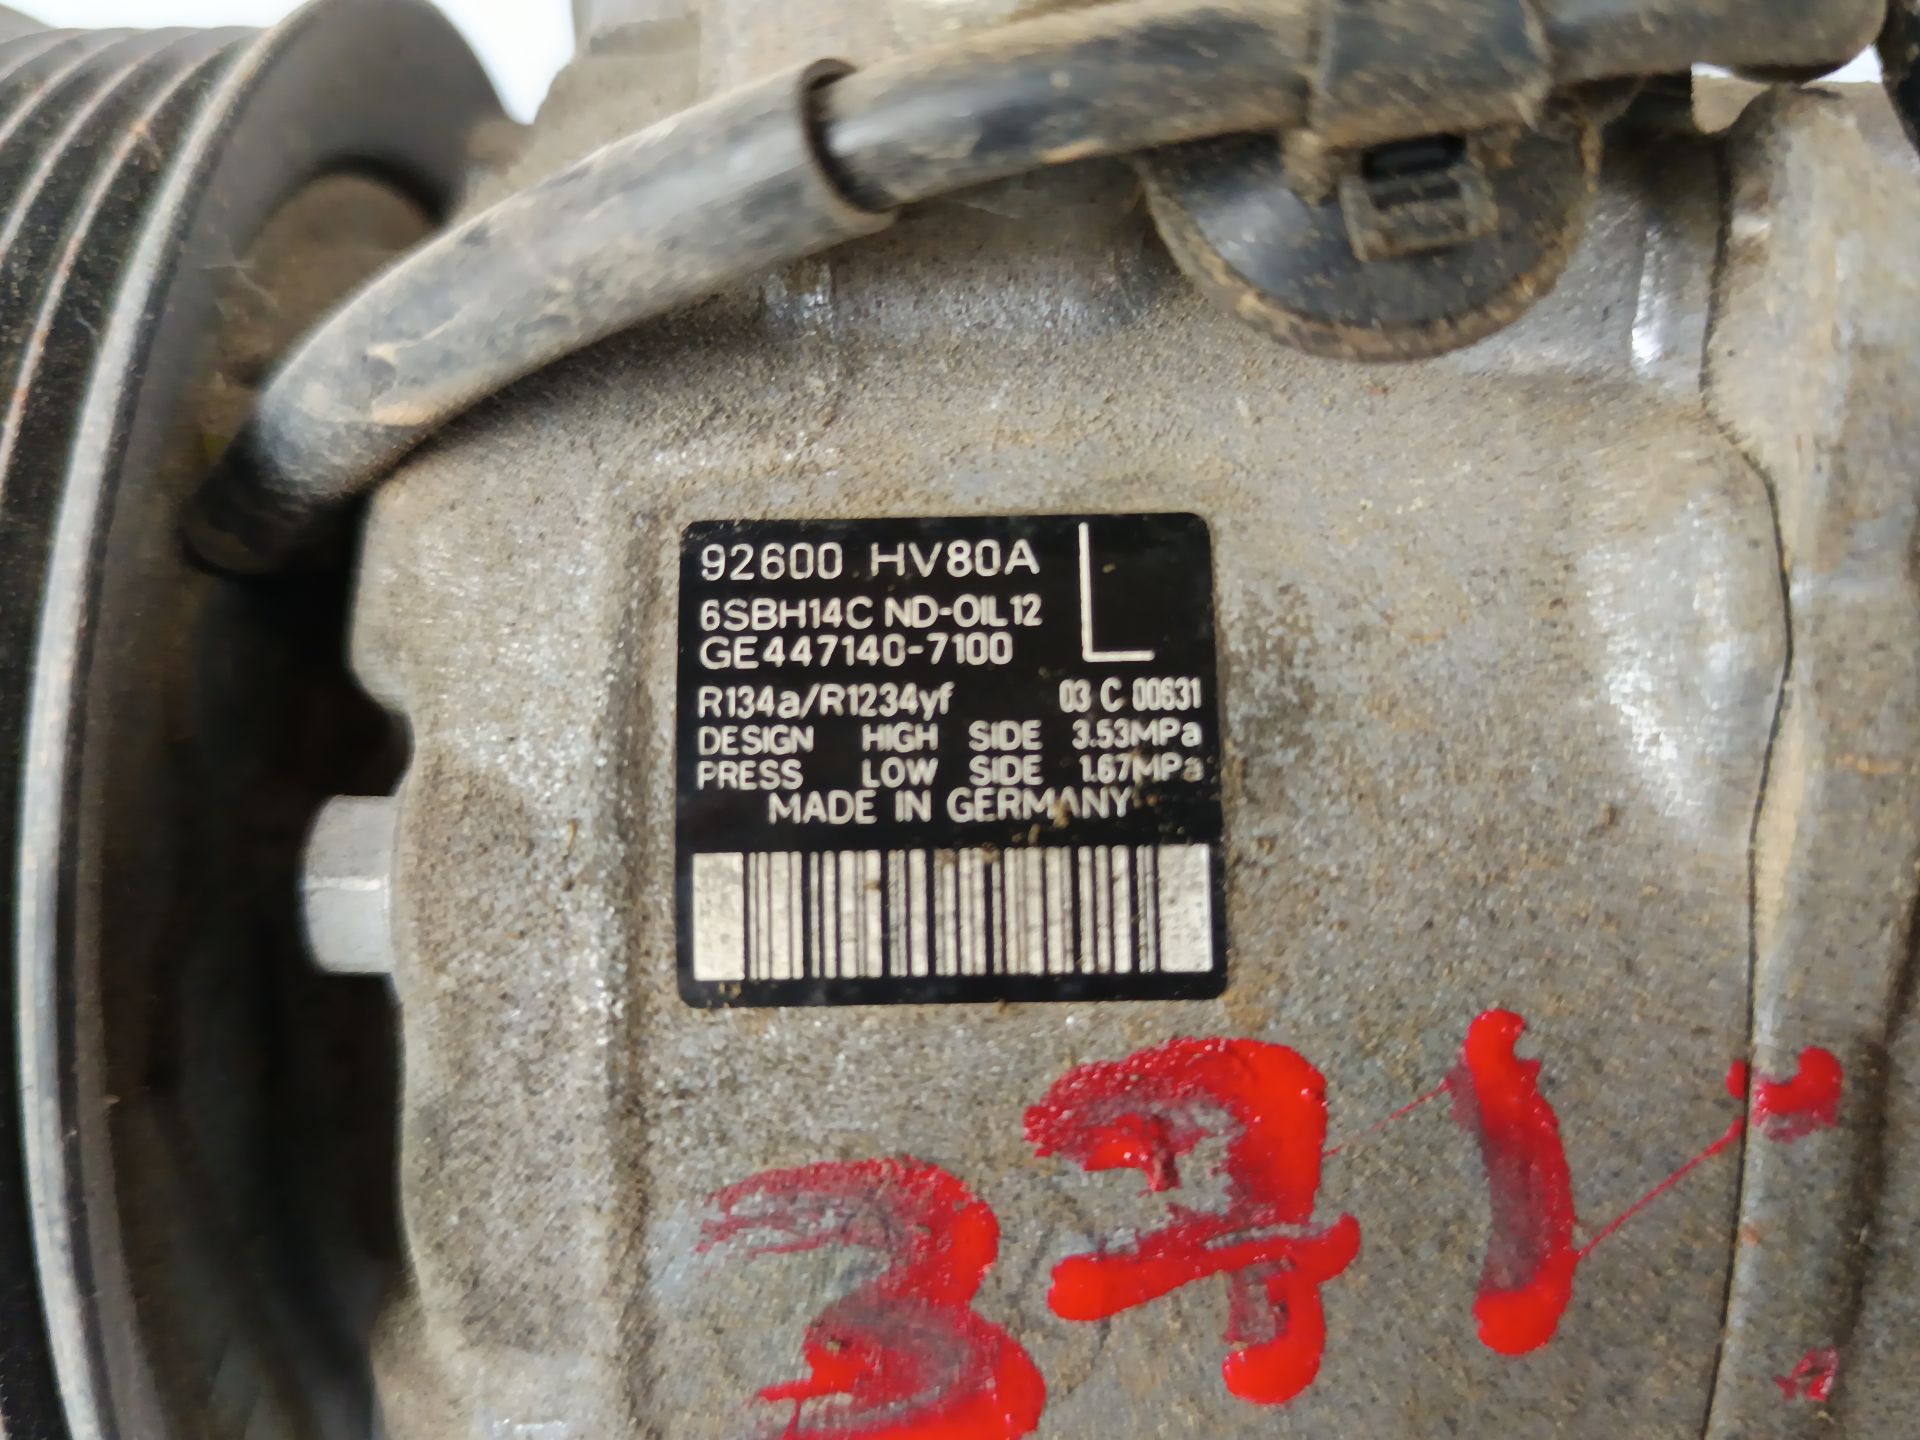 92600 HV80A L
6SBH14C ND-OIL12
GE447140-7100
R134a/R1234yf 03 C 00631
DESIGN HIGH SIDE 3.53MPa
PRESS LOW SIDE 1.67MPa
MADE IN GERMANY
371